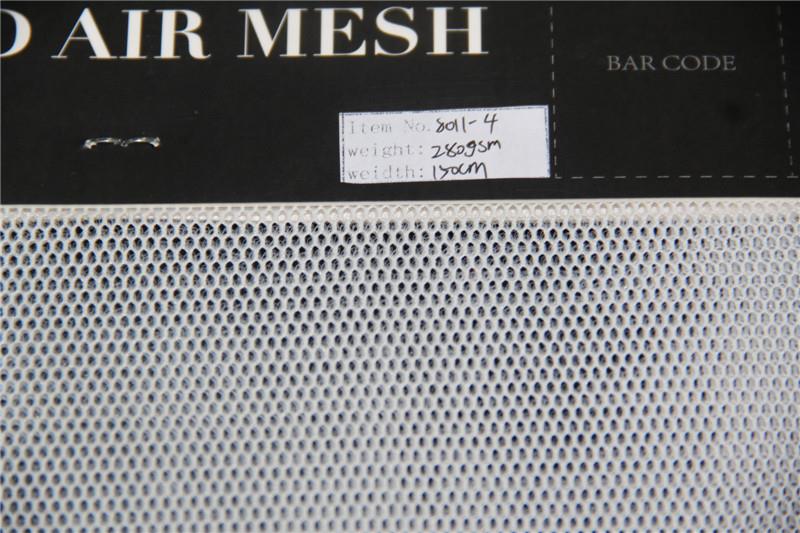 D AIR MESH
BAR CODE
Item No. 8011-4
weight: 280gsm
weidth: 150cm